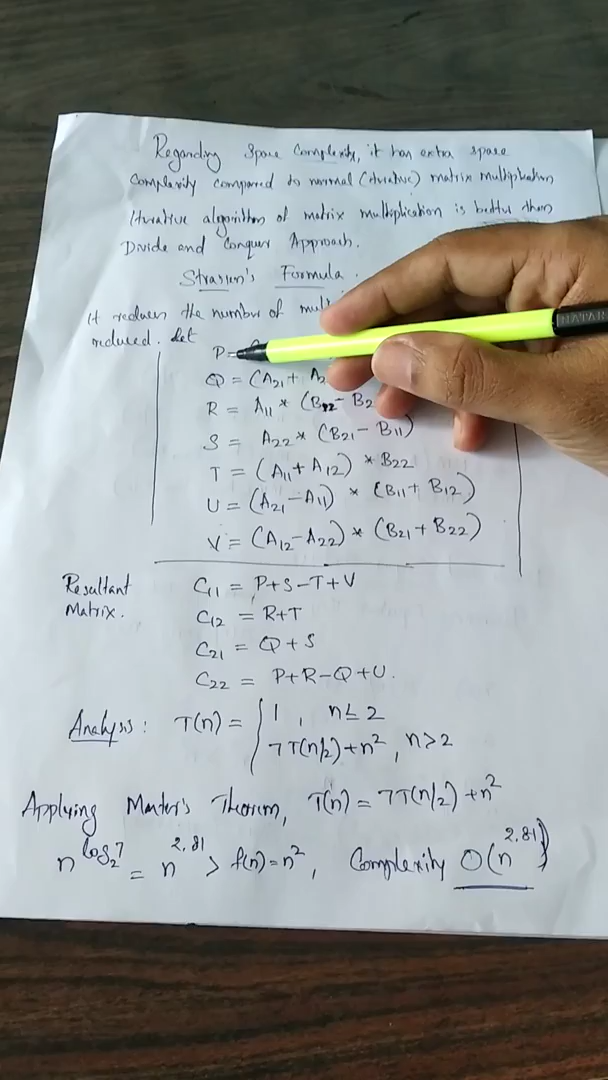 Regarding Space Complexity, it has extra space
Complexity compared to normal (iterative) matrix multiplication
Iterative algorithm of matrix multiplication is better than
Divide and Conquer Approach.
Strassen's Formula.
It reduces the number of mult
reduced. Let
P =
Q = (A21 + A2
R = A11 * (B12 - B2
S = A22 * (B21 - B11)
T = (A11 + A12) * B22
U = (A21 - A11) * (B11 + B12)
V = (A12 - A22) * (B21 + B22)
Resultant Matrix.
C11 = P+S-T+V
C12 = R+T
C21 = Q+S
C22 = P+R-Q+U.
Analysis : T(n) = { 1, n ≤ 2
7T(n/2)+n², n>2
Applying Master's Theorem, T(n) = 7T(n/2) + n²
n^log₂7 = n^2.81 > f(n) = n², Complexity O(n^2.81)
NATAR